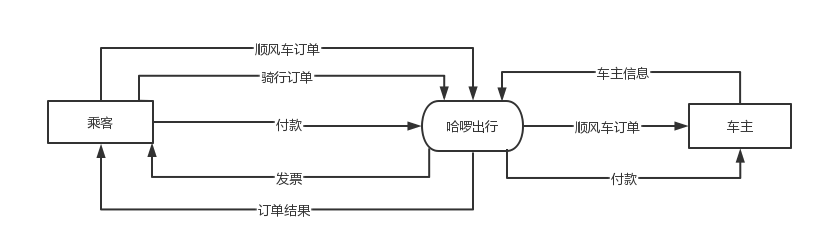 顺风车订单
骑行订单
车主信息
乘客
付款
哈啰出行
顺风车订单
车主
发票
付款
订单结果